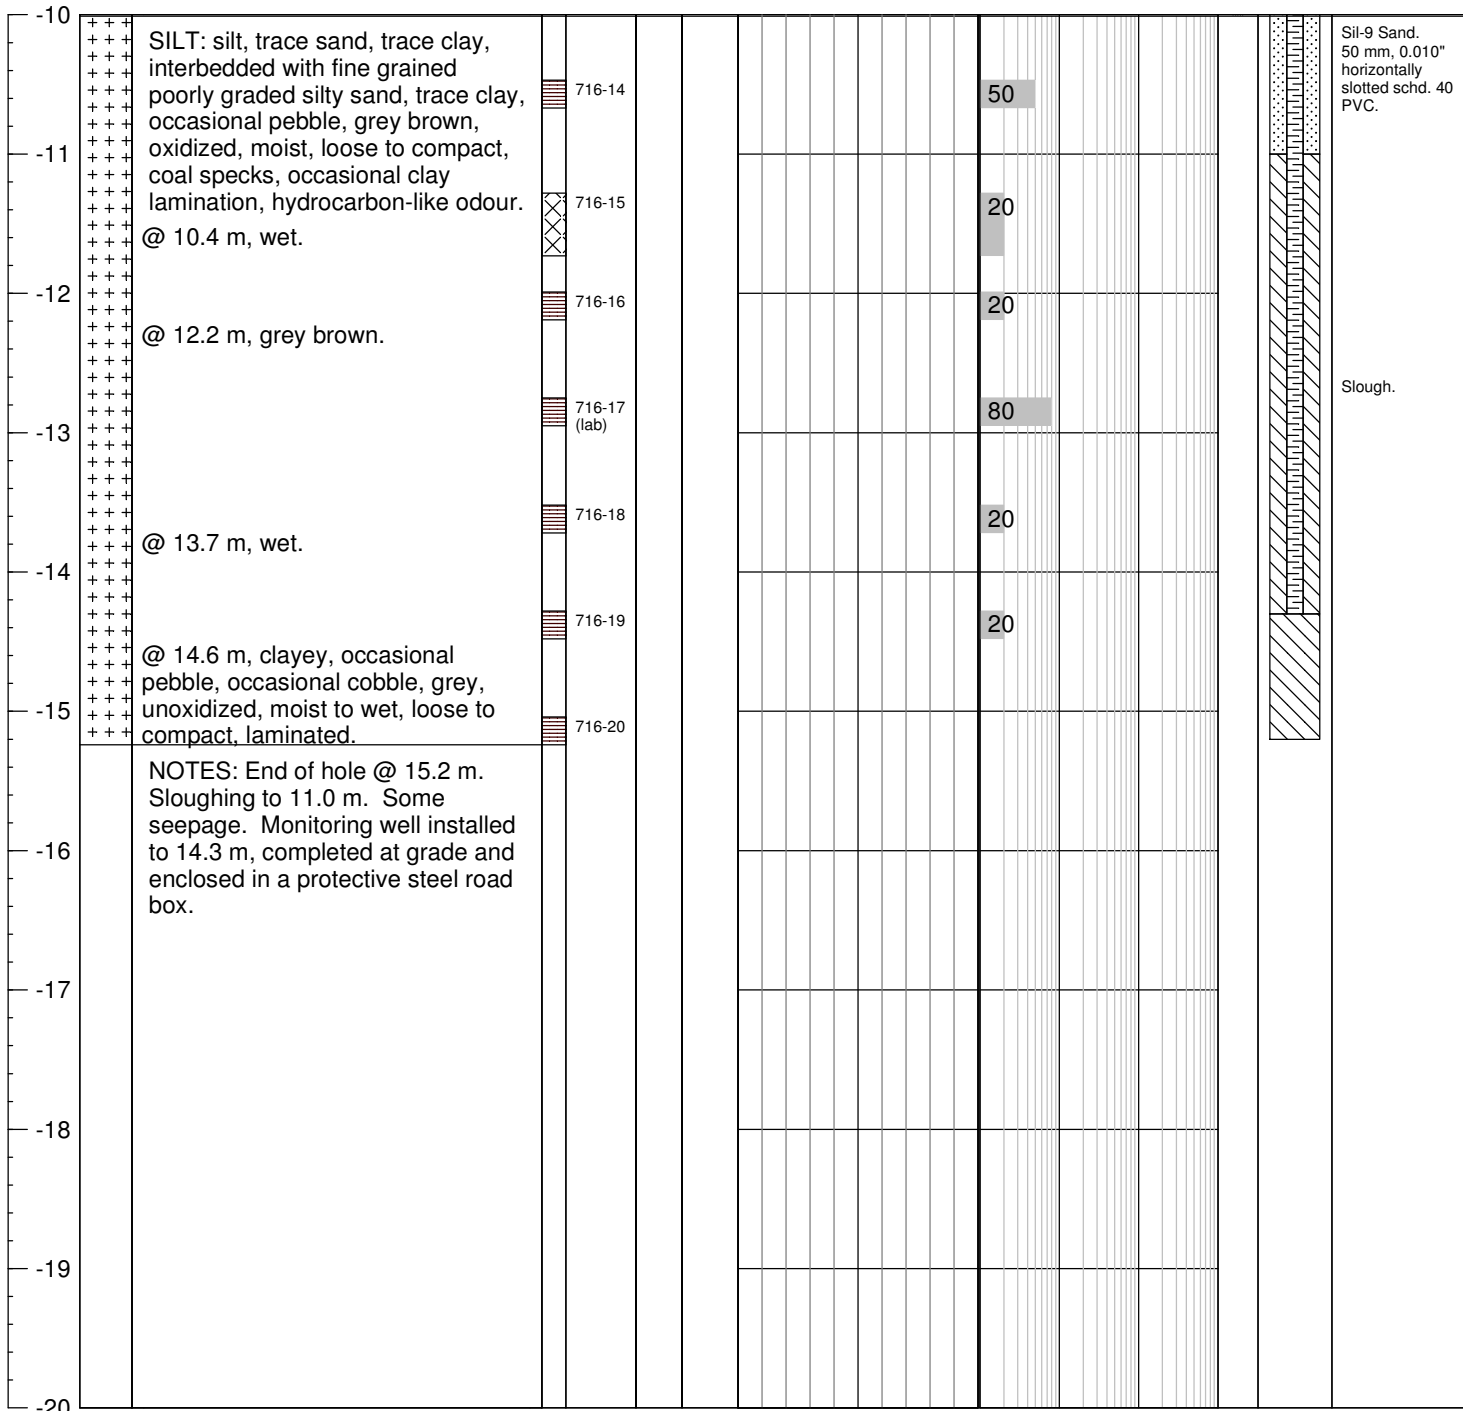 -10
-11
-12
-13
-14
-15
-16
-17
-18
-19
-20
SILT: silt, trace sand, trace clay,
interbedded with fine grained
poorly graded silty sand, trace clay,
occasional pebble, grey brown,
oxidized, moist, loose to compact,
coal specks, occasional clay
lamination, hydrocarbon-like odour.
@ 10.4 m, wet.
@ 12.2 m, grey brown.
@ 13.7 m, wet.
@ 14.6 m, clayey, occasional
pebble, occasional cobble, grey,
unoxidized, moist to wet, loose to
compact, laminated.
NOTES: End of hole @ 15.2 m.
Sloughing to 11.0 m.  Some
seepage.  Monitoring well installed
to 14.3 m, completed at grade and
enclosed in a protective steel road
box.
716-14
716-15
716-16
716-17
(lab)
716-18
716-19
716-20
50
20
20
80
20
20
Sil-9 Sand.
50 mm, 0.010"
horizontally
slotted schd. 40
PVC.
Slough.